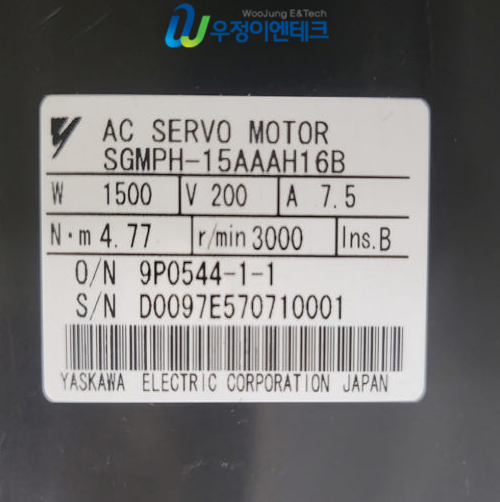 WooJung E&Tech
우정이엔테크
AC SERVO MOTOR
SGMPH-15AAAH16B
W 1500 V 200 A 7.5
N・m 4.77 r/min 3000 Ins.B
O/N 9P0544-1-1
S/N D0097E570710001
YASKAWA ELECTRIC CORPORATION JAPAN